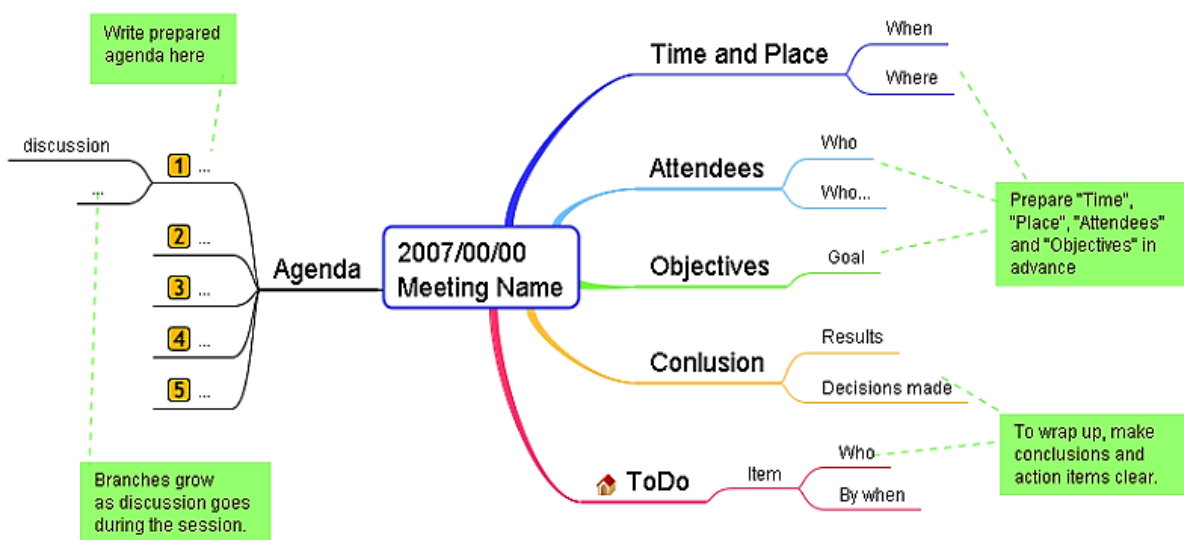 Write prepared
agenda here
discussion
...
1 ...
2 ...
3 ...
4 ...
5 ...
Agenda
Branches grow
as discussion goes
during the session.
2007/00/00
Meeting Name
Time and Place
When
Where
Attendees
Who
Who...
Objectives
Goal
Prepare "Time",
"Place", "Attendees"
and "Objectives" in
advance
Conlusion
Results
Decisions made
ToDo
Item
Who
By when
To wrap up, make
conclusions and
action items clear.